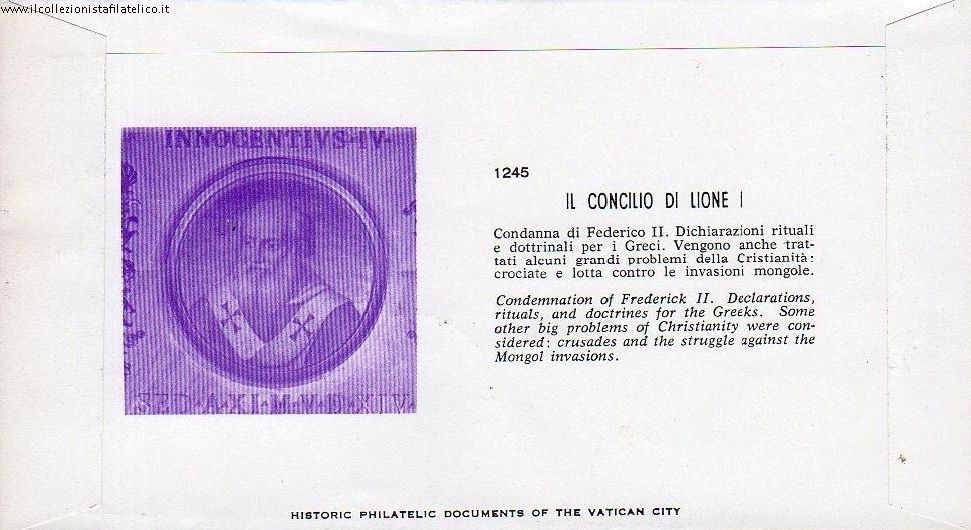 www.ilcollezionistafilatelico.it
INNOCENTIVS·IV·
SED·A·XI·M·V·D·XIV
1245
IL CONCILIO DI LIONE I
Condanna di Federico II. Dichiarazioni rituali
e dottrinali per i Greci. Vengono anche trat-
tati alcuni grandi problemi della Cristianità:
crociate e lotta contro le invasioni mongole.
Condemnation of Frederick II. Declarations,
rituals, and doctrines for the Greeks. Some
other big problems of Christianity were con-
sidered: crusades and the struggle against the
Mongol invasions.
HISTORIC PHILATELIC DOCUMENTS OF THE VATICAN CITY